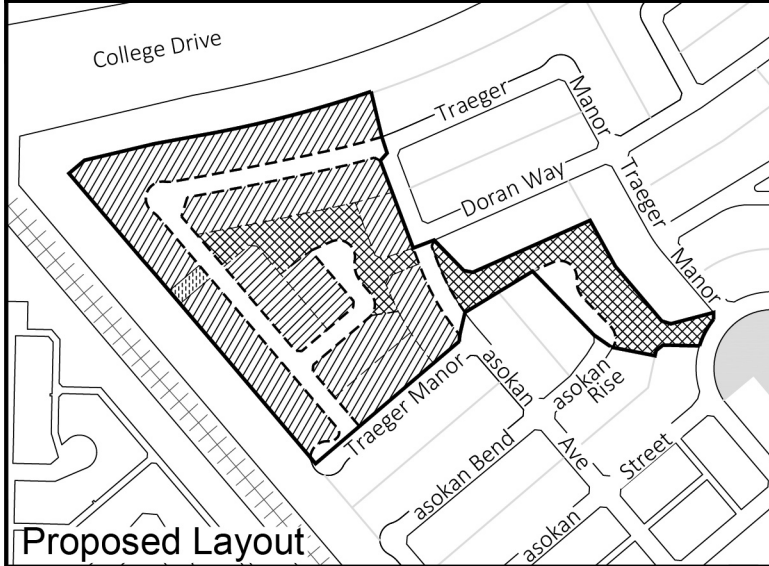 College Drive
Traeger
Manor
Doran Way
Traeger
Manor
Traeger Manor
asokan
asokan
Rise
asokan Bend
Ave
Street
asokan
Proposed Layout